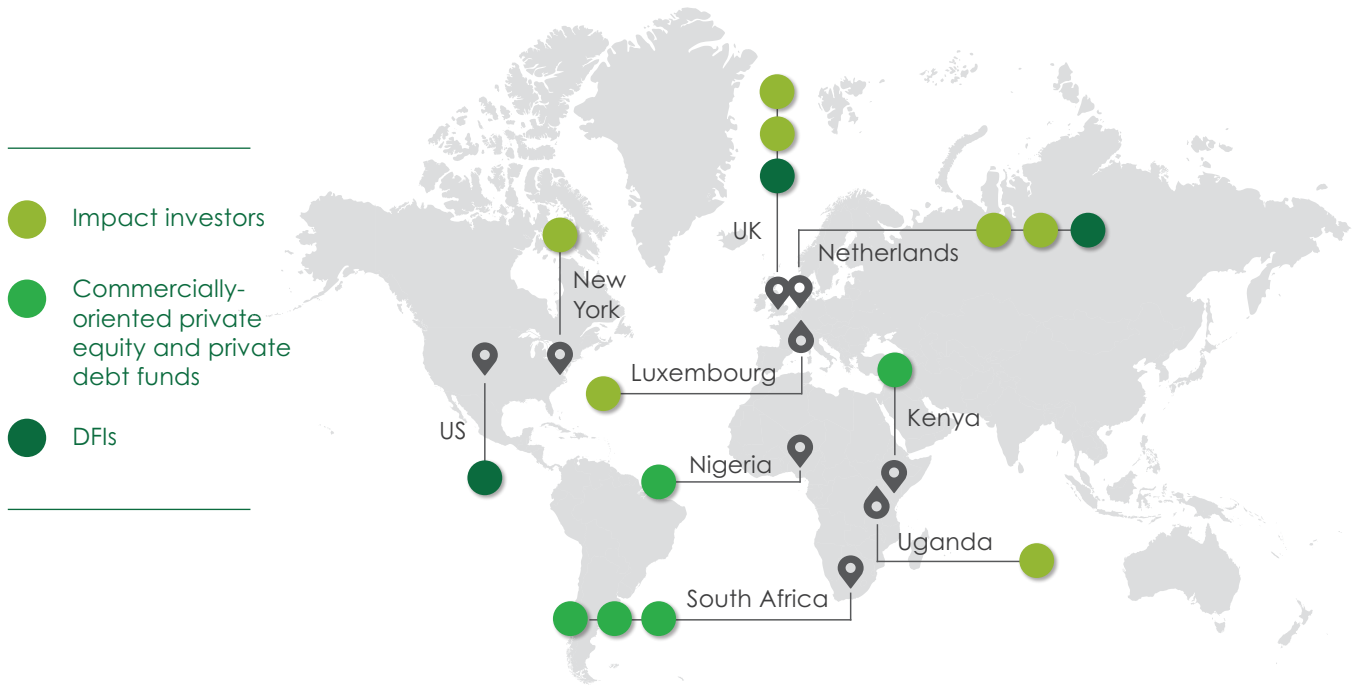 Impact investors
Commercially-
oriented private
equity and private
debt funds
DFIs
UK
Netherlands
New
York
Luxembourg
US
Kenya
Nigeria
Uganda
South Africa